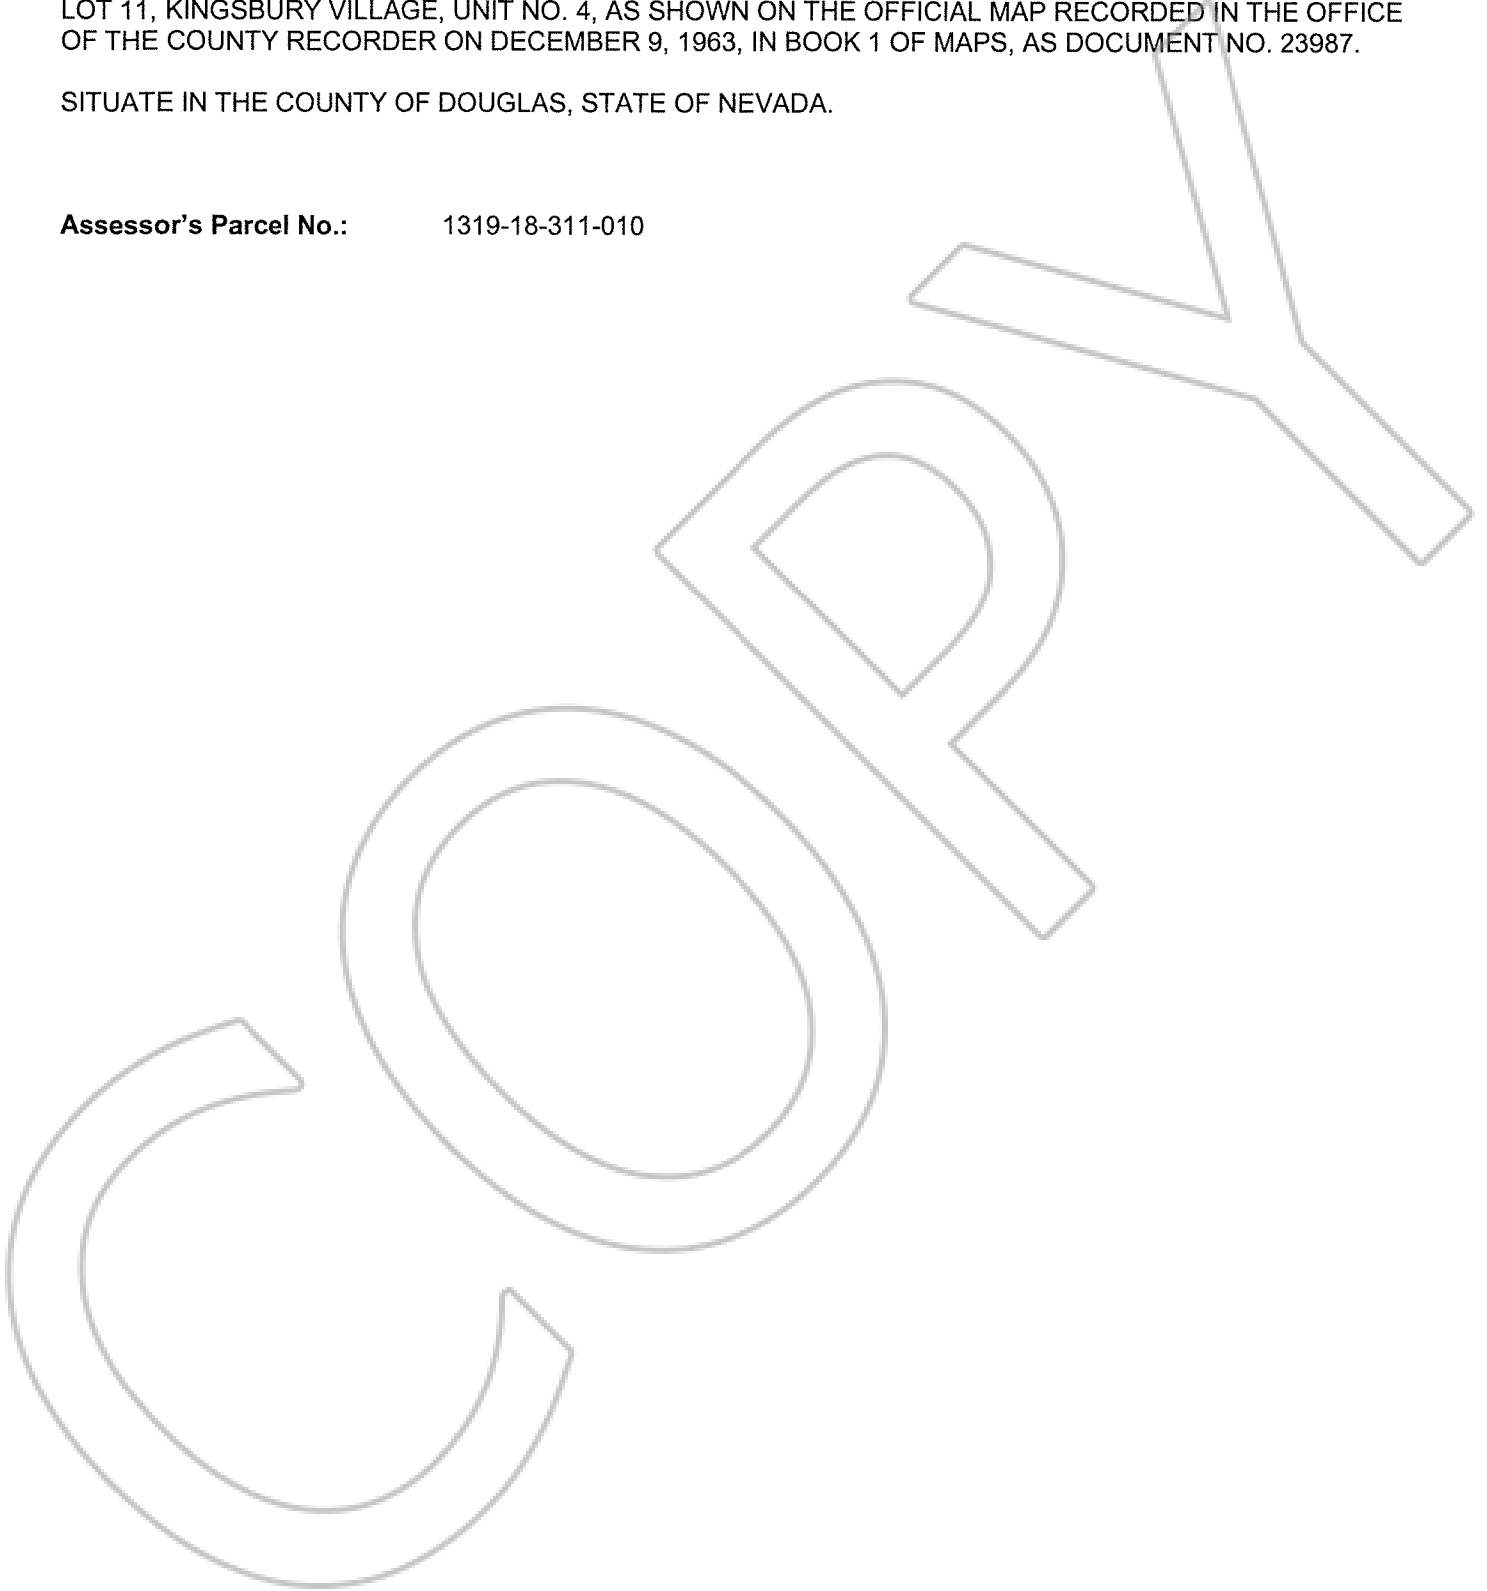 LOT 11, KINGSBURY VILLAGE, UNIT NO. 4, AS SHOWN ON THE OFFICIAL MAP RECORDED IN THE OFFICE
OF THE COUNTY RECORDER ON DECEMBER 9, 1963, IN BOOK 1 OF MAPS, AS DOCUMENT NO. 23987.
SITUATE IN THE COUNTY OF DOUGLAS, STATE OF NEVADA.
Assessor's Parcel No.: 1319-18-311-010
COPY